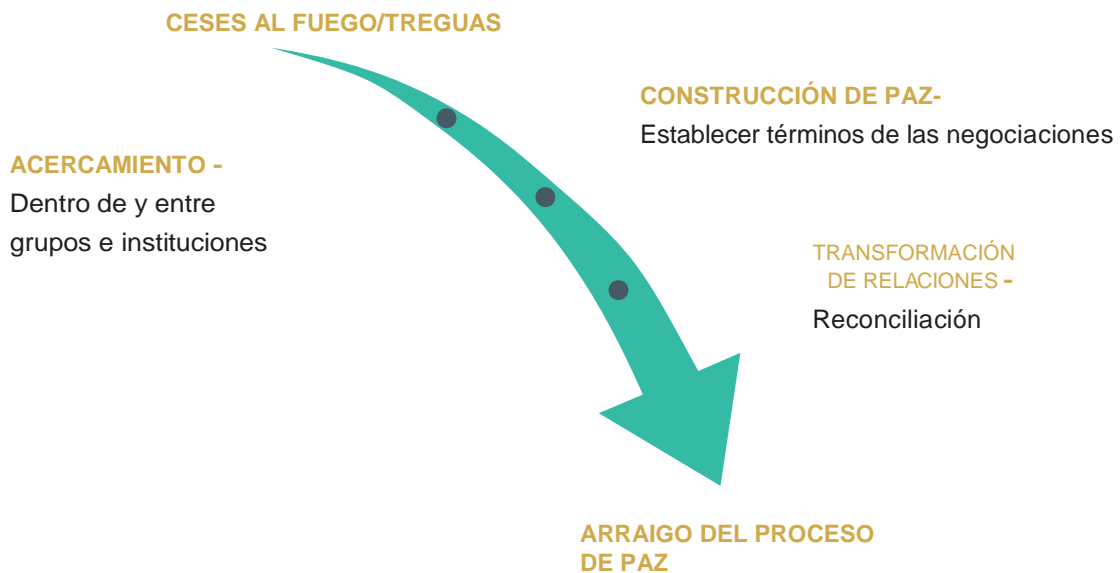 CESES AL FUEGO/TREGUAS
CONSTRUCCIÓN DE PAZ-
Establecer términos de las negociaciones
ACERCAMIENTO -
Dentro de y entre
grupos e instituciones
TRANSFORMACIÓN
DE RELACIONES -
Reconciliación
ARRAIGO DEL PROCESO
DE PAZ